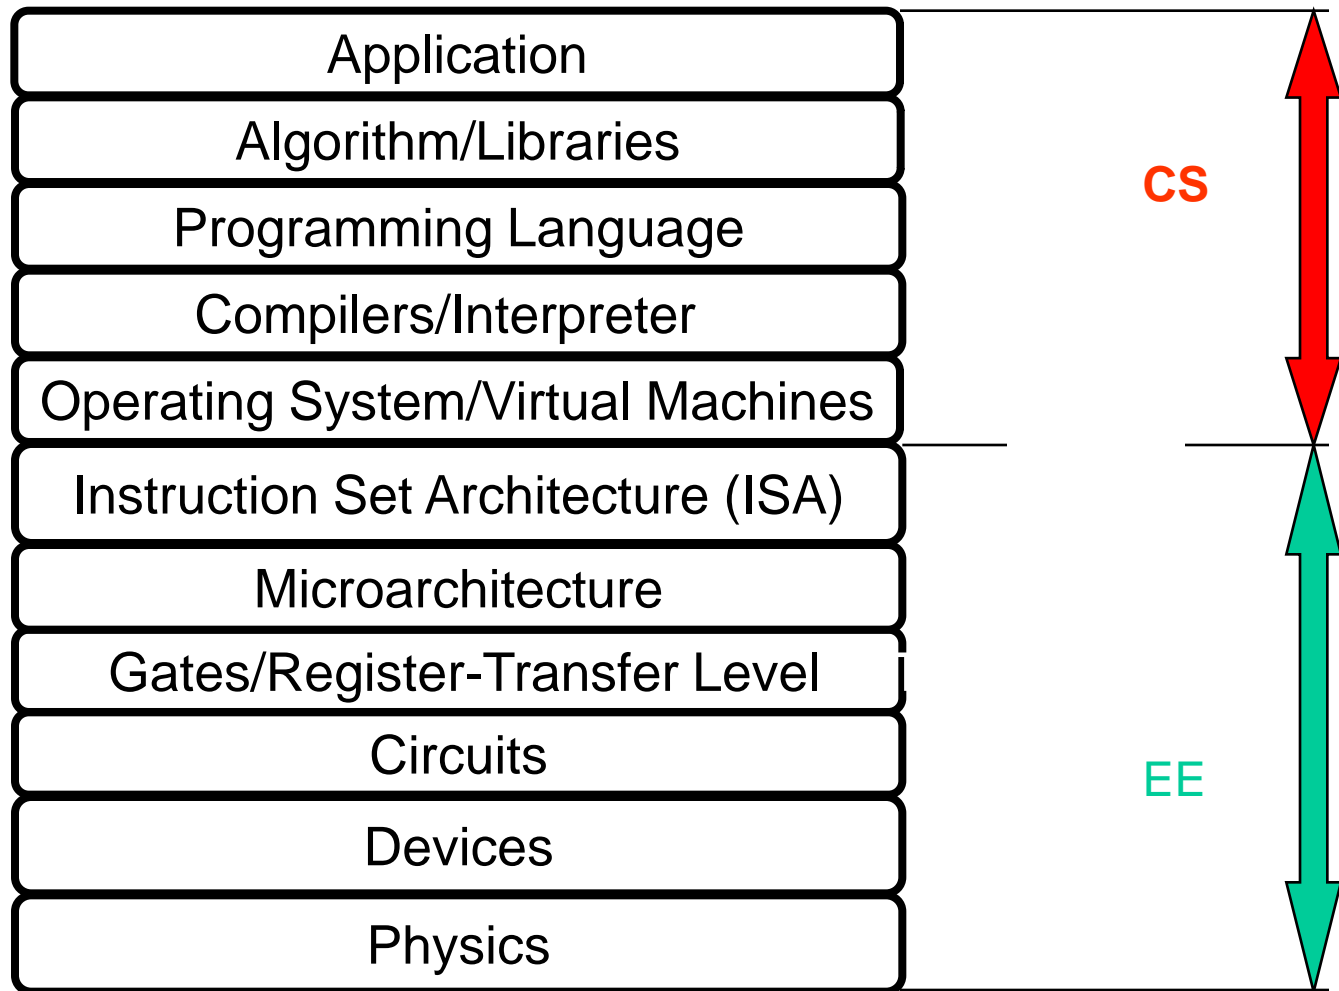 Application
Algorithm/Libraries
CS
Programming Language
Compilers/Interpreter
Operating System/Virtual Machines
Instruction Set Architecture (ISA)
Microarchitecture
Gates/Register-Transfer Level
Circuits
EE
Devices
Physics